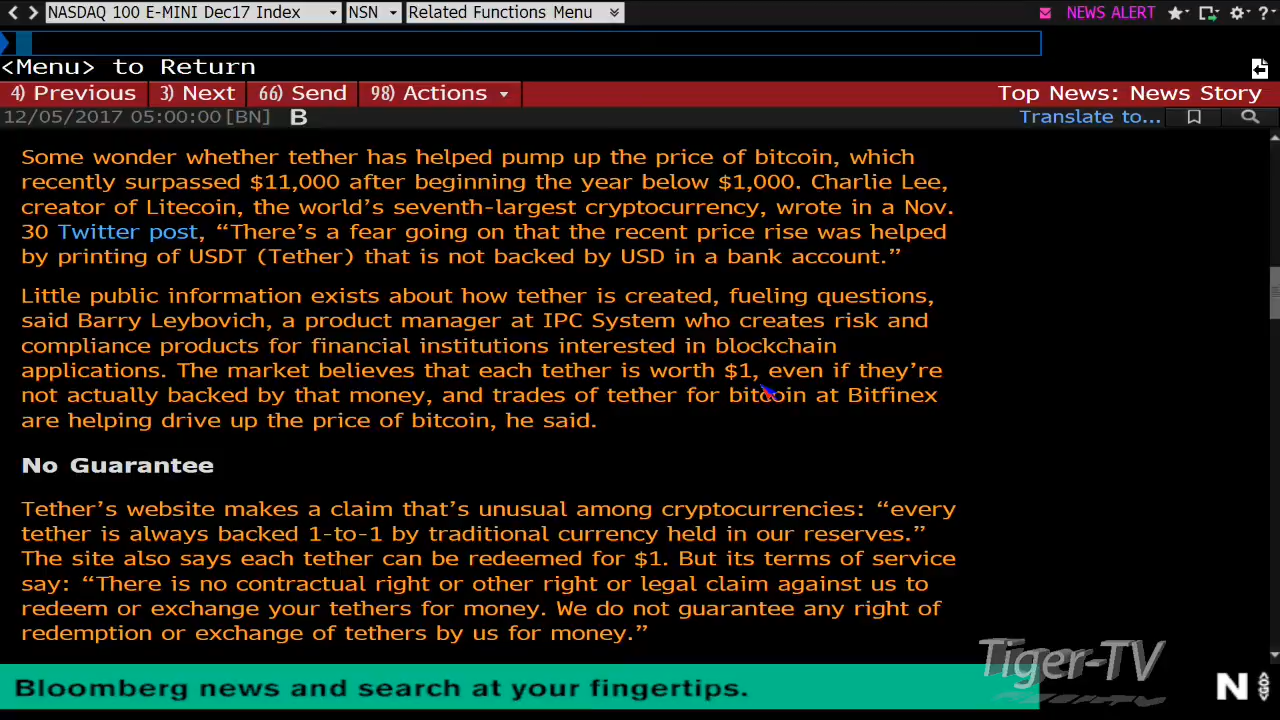 NASDAQ 100 E-MINI Dec17 Index NSN Related Functions Menu NEWS ALERT ?
<Menu> to Return
4) Previous 3) Next 66) Send 98) Actions Top News: News Story
12/05/2017 05:00:00 [BN] B Translate to...
Some wonder whether tether has helped pump up the price of bitcoin, which
recently surpassed $11,000 after beginning the year below $1,000. Charlie Lee,
creator of Litecoin, the world’s seventh-largest cryptocurrency, wrote in a Nov.
30 Twitter post, “There’s a fear going on that the recent price rise was helped
by printing of USDT (Tether) that is not backed by USD in a bank account.”
Little public information exists about how tether is created, fueling questions,
said Barry Leybovich, a product manager at IPC System who creates risk and
compliance products for financial institutions interested in blockchain
applications. The market believes that each tether is worth $1, even if they’re
not actually backed by that money, and trades of tether for bitcoin at Bitfinex
are helping drive up the price of bitcoin, he said.
No Guarantee
Tether’s website makes a claim that’s unusual among cryptocurrencies: “every
tether is always backed 1-to-1 by traditional currency held in our reserves.”
The site also says each tether can be redeemed for $1. But its terms of service
say: “There is no contractual right or other right or legal claim against us to
redeem or exchange your tethers for money. We do not guarantee any right of
redemption or exchange of tethers by us for money.”
Tiger-TV
Bloomberg news and search at your fingertips.
N